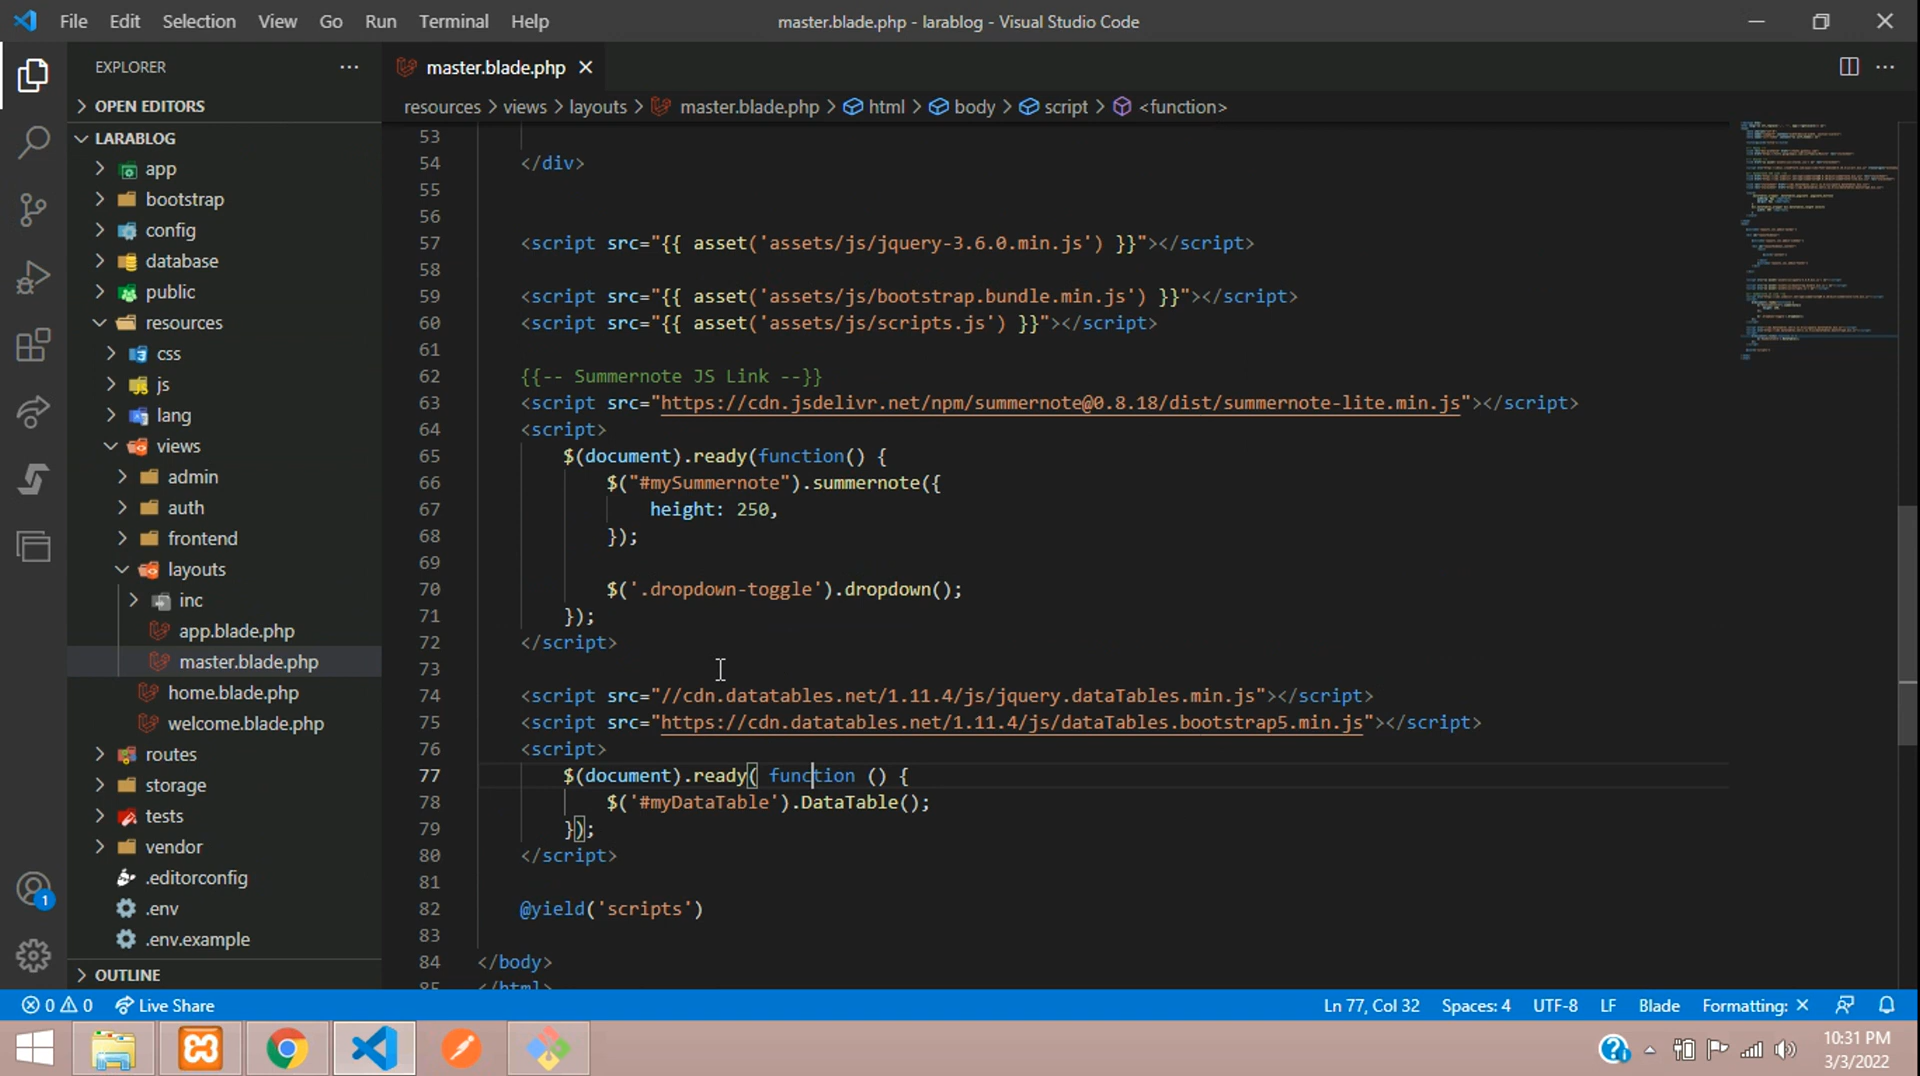 File Edit Selection View Go Run Terminal Help master.blade.php - larablog - Visual Studio Code
EXPLORER
master.blade.php
OPEN EDITORS
resources > views > layouts > master.blade.php > html > body > script > <function>
LARABLOG
app
bootstrap
config
database
public
resources
css
js
lang
views
admin
auth
frontend
layouts
inc
app.blade.php
master.blade.php
home.blade.php
welcome.blade.php
routes
storage
tests
vendor
.editorconfig
.env
.env.example
OUTLINE
53
54 </div>
55
56
57 <script src="{{ asset('assets/js/jquery-3.6.0.min.js') }}"></script>
58
59 <script src="{{ asset('assets/js/bootstrap.bundle.min.js') }}"></script>
60 <script src="{{ asset('assets/js/scripts.js') }}"></script>
61
62 {{-- Summernote JS Link --}}
63 <script src="https://cdn.jsdelivr.net/npm/summernote@0.8.18/dist/summernote-lite.min.js"></script>
64 <script>
65 $(document).ready(function() {
66 $("#mySummernote").summernote({
67 height: 250,
68 });
69
70 $('.dropdown-toggle').dropdown();
71 });
72 </script>
73
74 <script src="//cdn.datatables.net/1.11.4/js/jquery.dataTables.min.js"></script>
75 <script src="https://cdn.datatables.net/1.11.4/js/dataTables.bootstrap5.min.js"></script>
76 <script>
77 $(document).ready( function () {
78 $('#myDataTable').DataTable();
79 });
80 </script>
81
82 @yield('scripts')
83
84 </body>
85 </html>
1
0 0 Live Share Ln 77, Col 32 Spaces: 4 UTF-8 LF Blade Formatting: ×
10:31 PM
3/3/2022